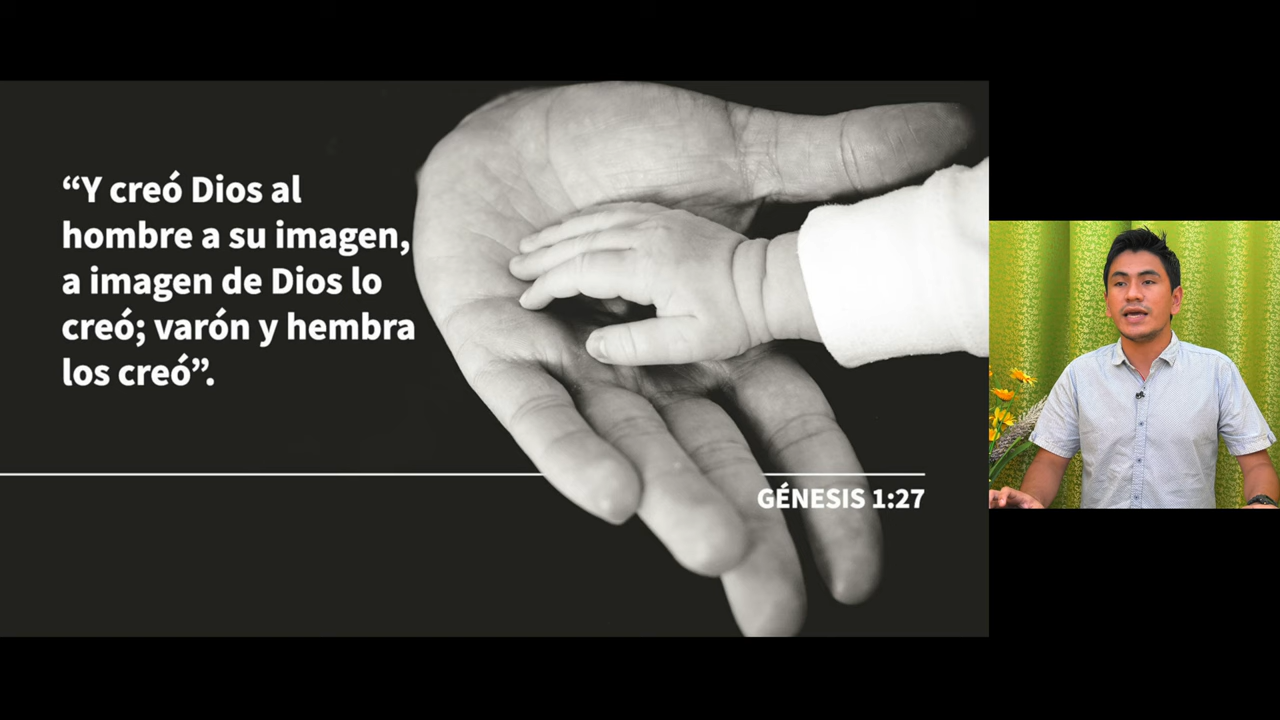 “Y creó Dios al
hombre a su imagen,
a imagen de Dios lo
creó; varón y hembra
los creó”.
GÉNESIS 1:27